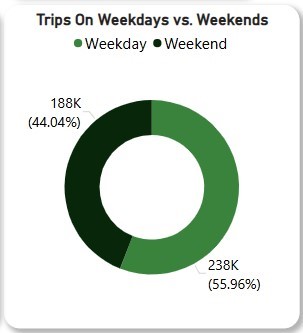 Trips On Weekdays vs. Weekends
Weekday Weekend
188K
(44.04%)
238K
(55.96%)